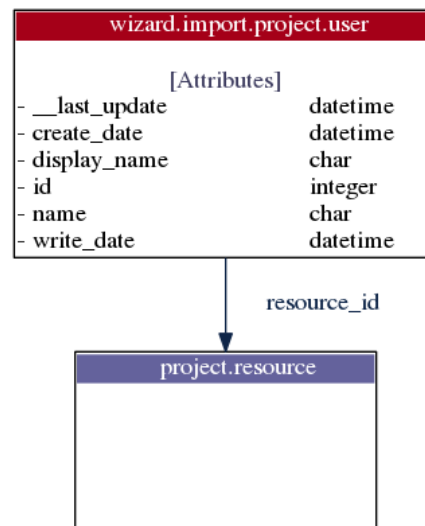 wizard.import.project.user
[Attributes]
- __last_update datetime
- create_date datetime
- display_name char
- id integer
- name char
- write_date datetime
resource_id
project.resource